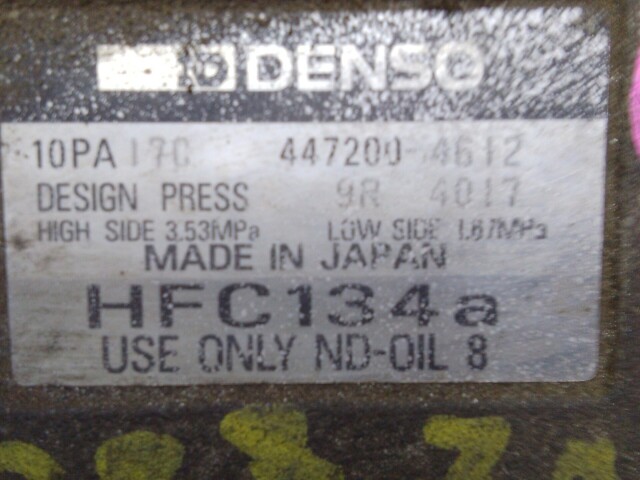 DENSO
10PA17C 447200-4612
DESIGN PRESS 9R 4017
HIGH SIDE 3.53MPa LOW SIDE 1.67MPa
MADE IN JAPAN
HFC134a
USE ONLY ND-OIL 8